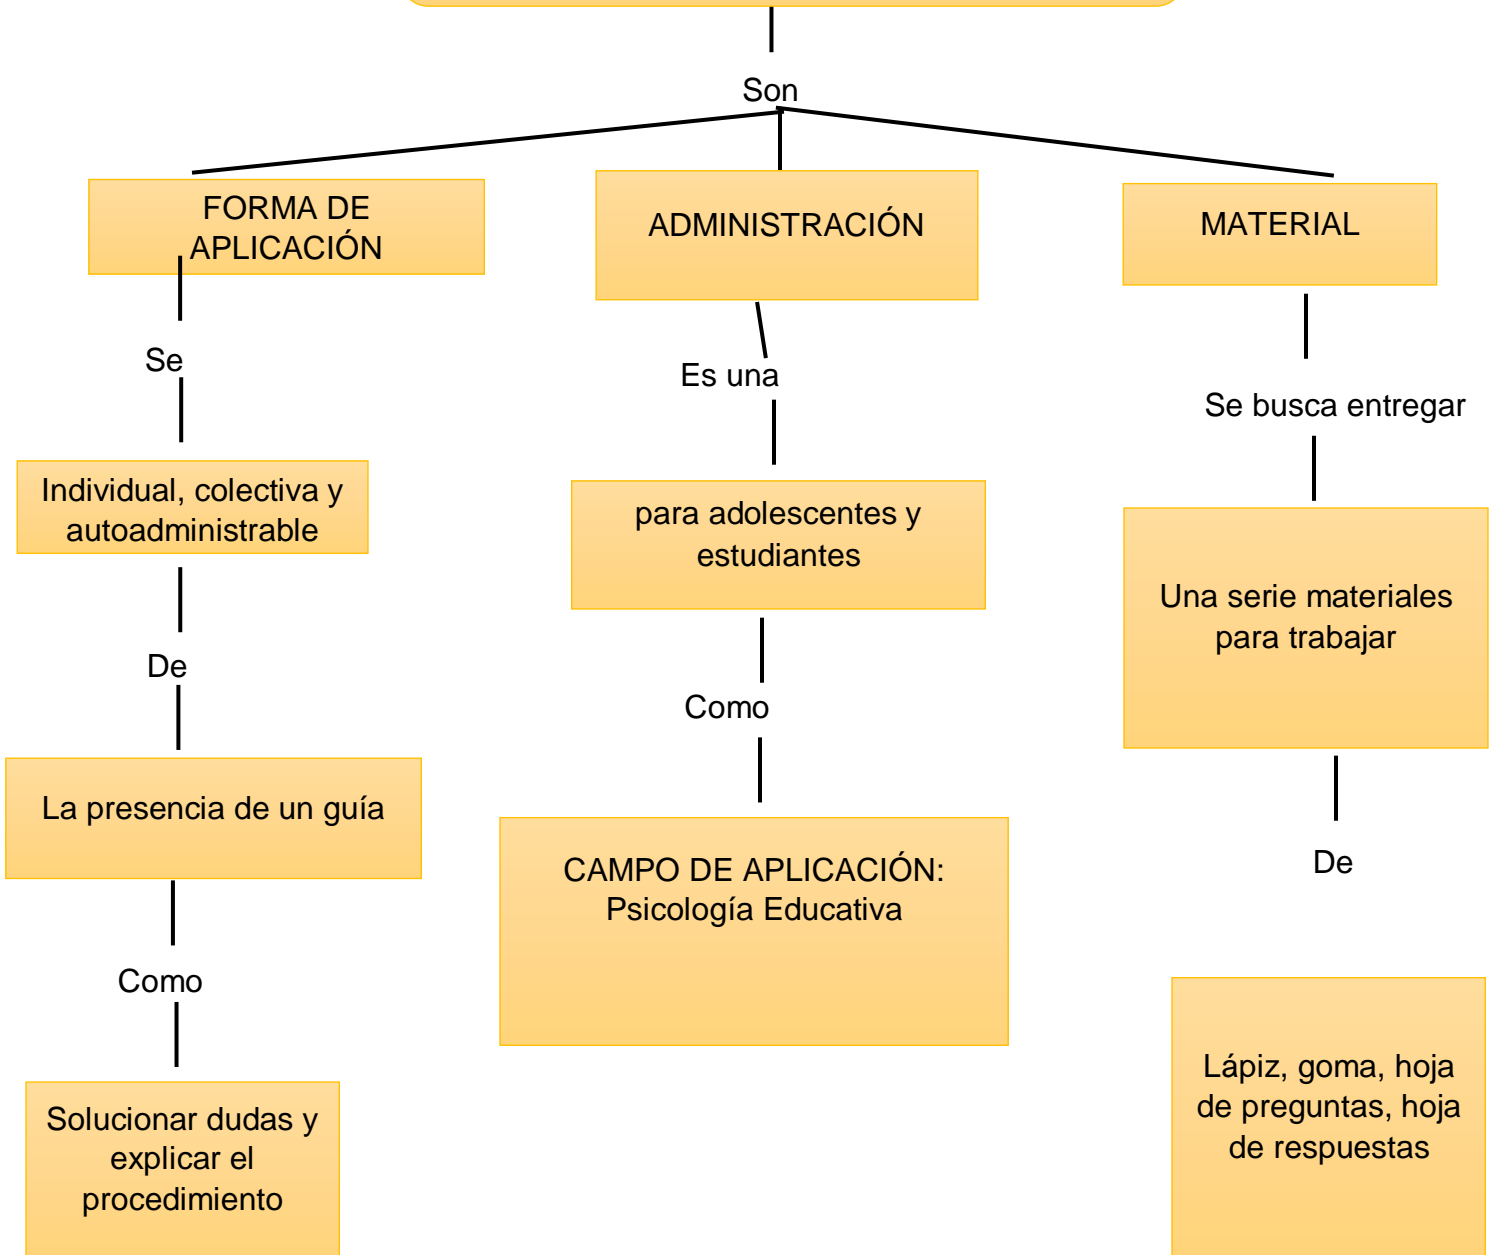 Son
FORMA DE
APLICACIÓN
Se
Individual, colectiva y
autoadministrable
De
La presencia de un guía
Como
Solucionar dudas y
explicar el
procedimiento
ADMINISTRACIÓN
Es una
para adolescentes y
estudiantes
Como
CAMPO DE APLICACIÓN:
Psicología Educativa
MATERIAL
Se busca entregar
Una serie materiales
para trabajar
De
Lápiz, goma, hoja
de preguntas, hoja
de respuestas